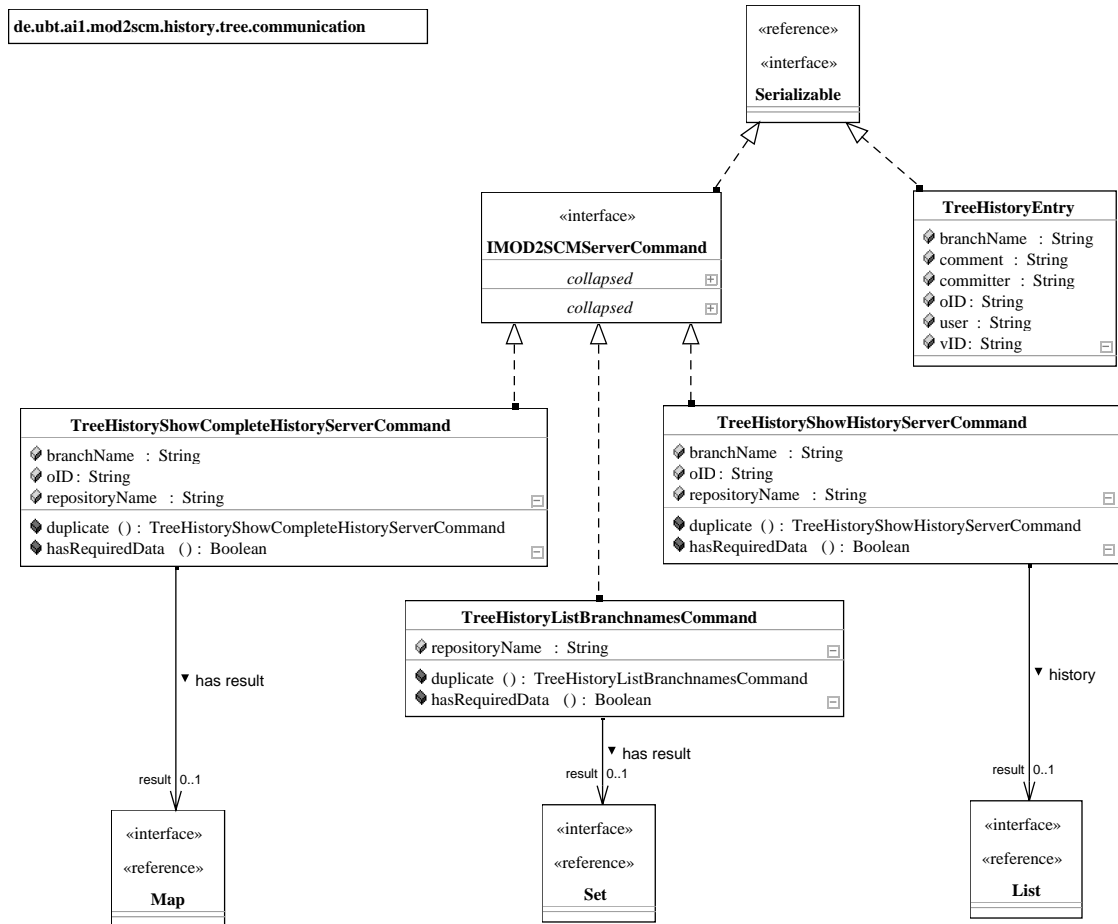 de.ubt.ai1.mod2scm.history.tree.communication
«reference»
«interface»
Serializable
«interface»
IMOD2SCMServerCommand
collapsed
collapsed
TreeHistoryEntry
branchName : String
comment : String
committer : String
oID : String
user : String
vID : String
TreeHistoryShowCompleteHistoryServerCommand
branchName : String
oID : String
repositoryName : String
duplicate () : TreeHistoryShowCompleteHistoryServerCommand
hasRequiredData () : Boolean
TreeHistoryShowHistoryServerCommand
branchName : String
oID : String
repositoryName : String
duplicate () : TreeHistoryShowHistoryServerCommand
hasRequiredData () : Boolean
TreeHistoryListBranchnamesCommand
repositoryName : String
duplicate () : TreeHistoryListBranchnamesCommand
hasRequiredData () : Boolean
▼ has result
▼ has result
▼ history
result 0..1
result 0..1
result 0..1
«interface»
«reference»
Map
«interface»
«reference»
Set
«interface»
«reference»
List